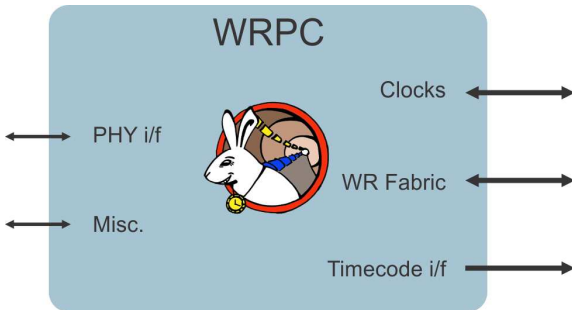 WRPC
Clocks
PHY i/f
WR Fabric
Misc.
Timecode i/f